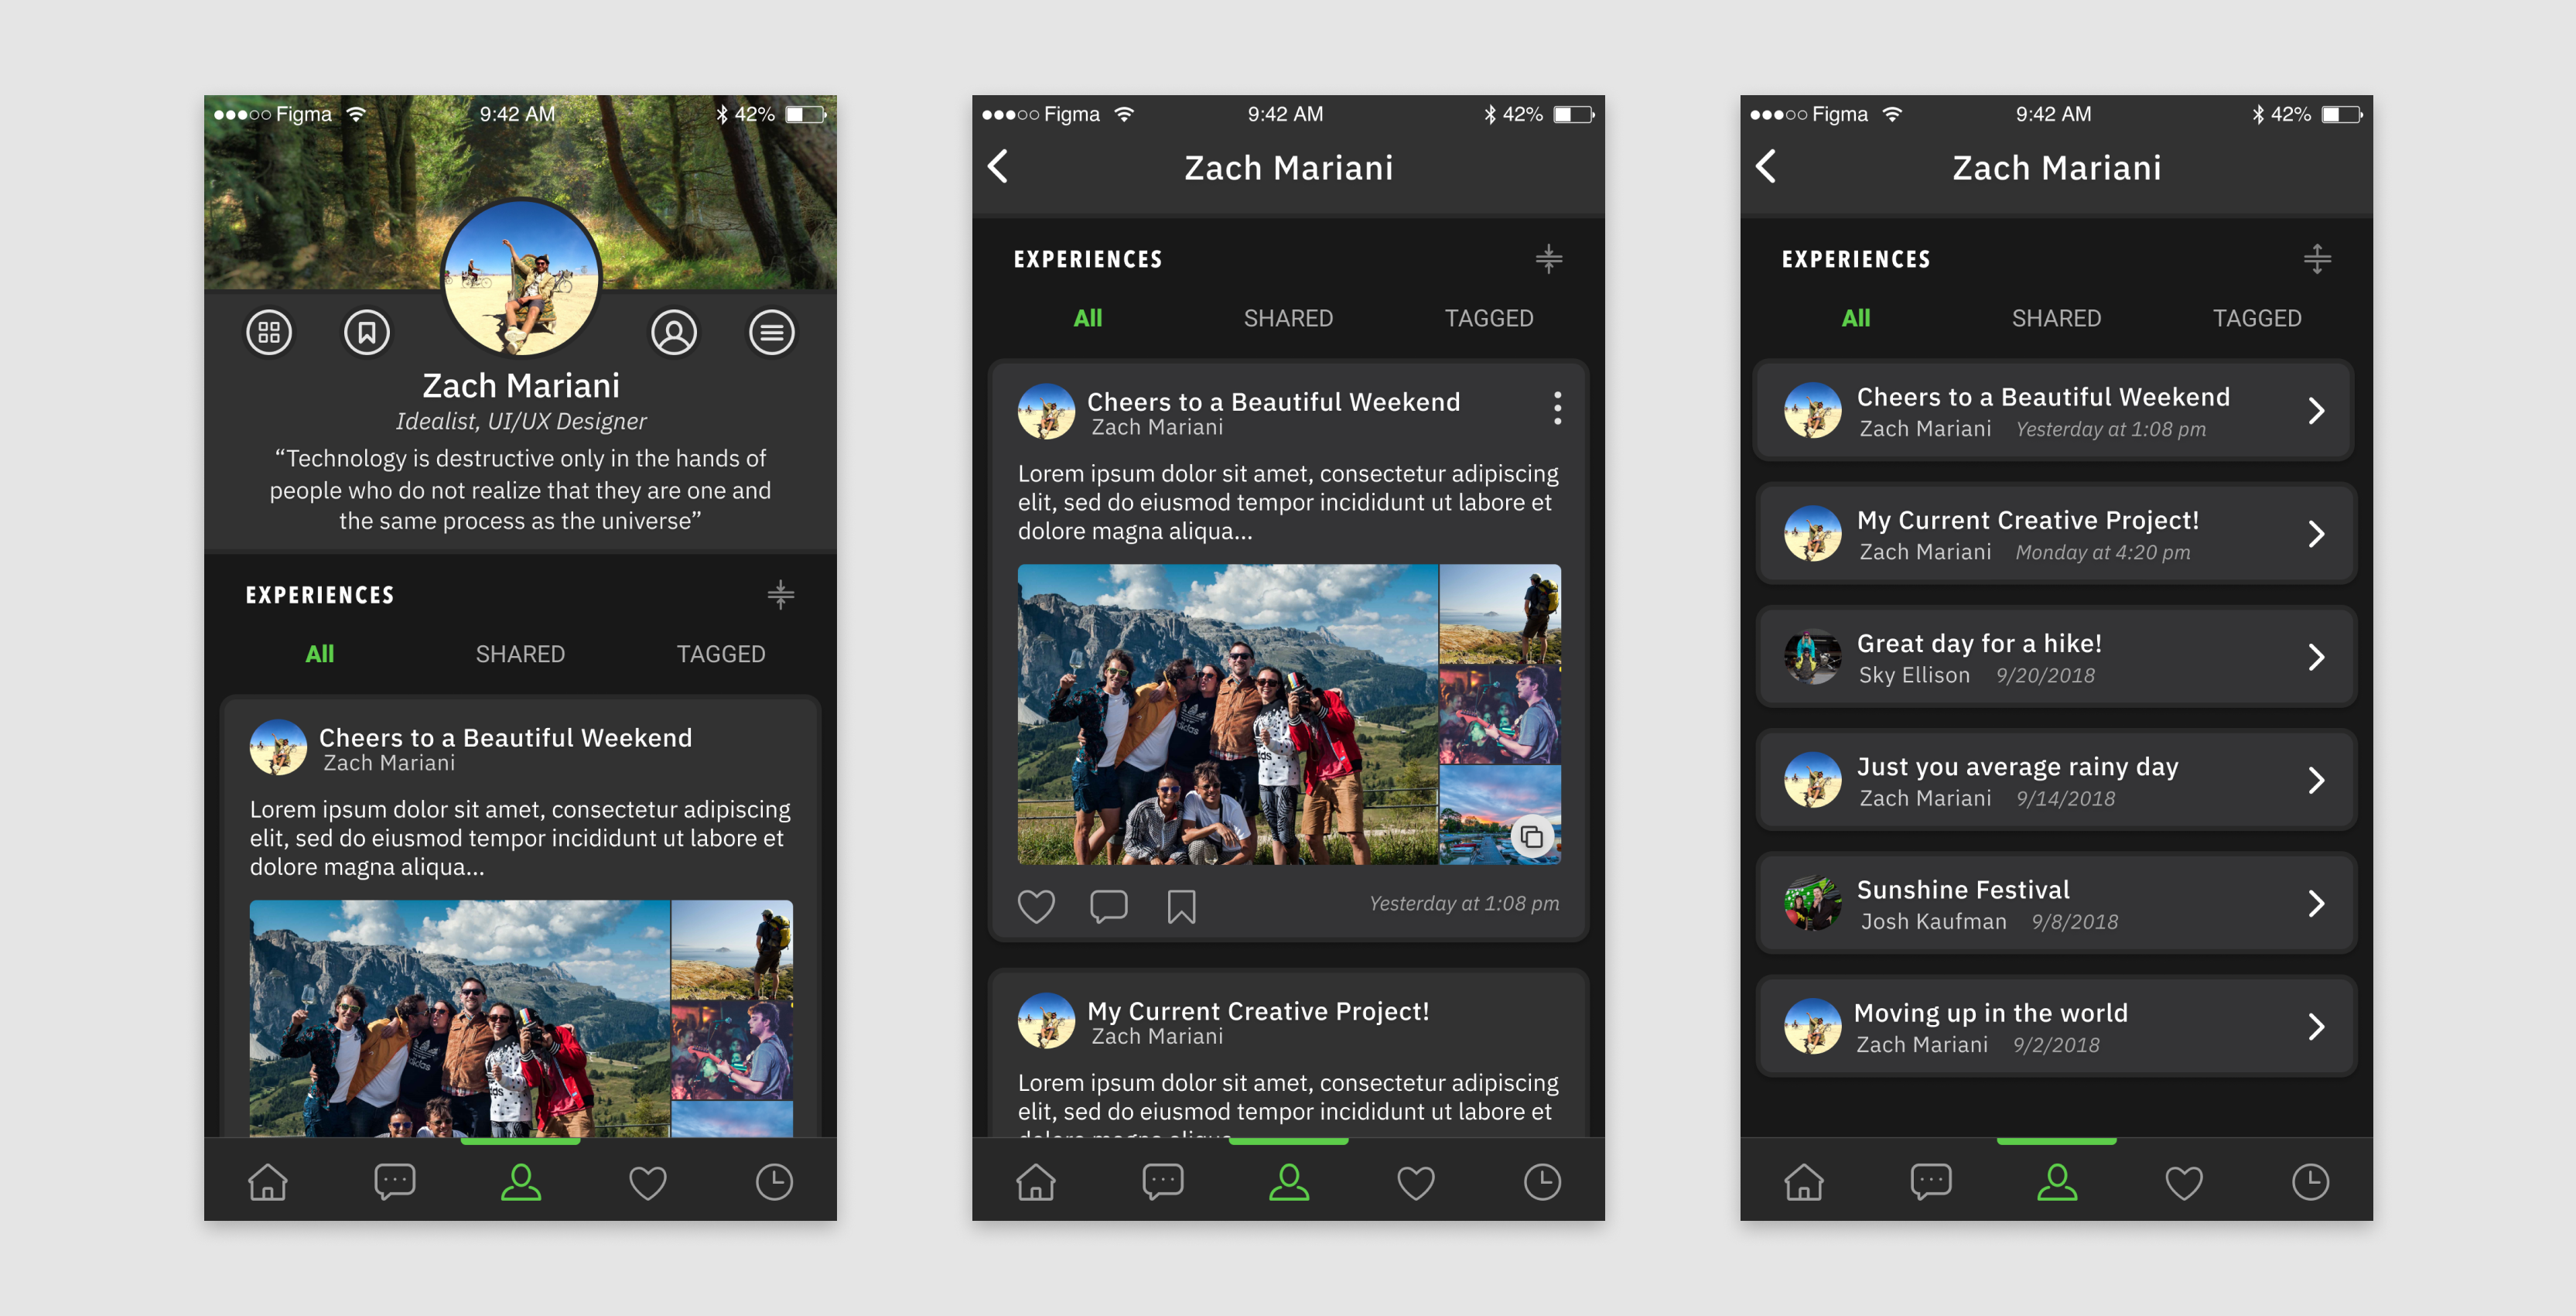 Figma 9:42 AM 42%
Zach Mariani
Idealist, UI/UX Designer
“Technology is destructive only in the hands of
people who do not realize that they are one and
the same process as the universe”
EXPERIENCES
All SHARED TAGGED
Cheers to a Beautiful Weekend
Zach Mariani
Lorem ipsum dolor sit amet, consectetur adipiscing
elit, sed do eiusmod tempor incididunt ut labore et
dolore magna aliqua...
adidas
Figma 9:42 AM 42%
Zach Mariani
EXPERIENCES
All SHARED TAGGED
Cheers to a Beautiful Weekend
Zach Mariani
Lorem ipsum dolor sit amet, consectetur adipiscing
elit, sed do eiusmod tempor incididunt ut labore et
dolore magna aliqua...
adidas
Yesterday at 1:08 pm
My Current Creative Project!
Zach Mariani
Lorem ipsum dolor sit amet, consectetur adipiscing
elit, sed do eiusmod tempor incididunt ut labore et
Figma 9:42 AM 42%
Zach Mariani
EXPERIENCES
All SHARED TAGGED
Cheers to a Beautiful Weekend
Zach Mariani Yesterday at 1:08 pm
My Current Creative Project!
Zach Mariani Monday at 4:20 pm
Great day for a hike!
Sky Ellison 9/20/2018
Just you average rainy day
Zach Mariani 9/14/2018
Sunshine Festival
Josh Kaufman 9/8/2018
Moving up in the world
Zach Mariani 9/2/2018